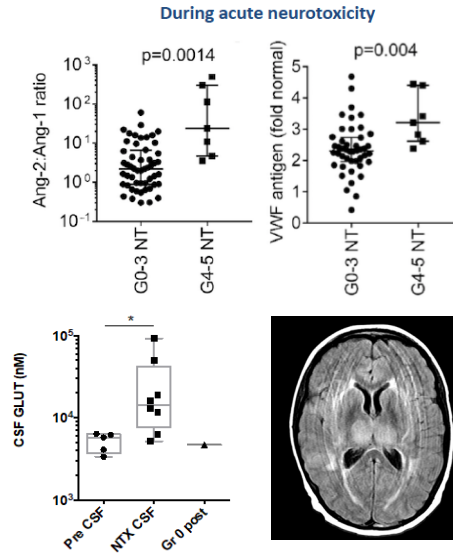 During acute neurotoxicity
p=0.0014
Ang-2:Ang-1 ratio
10³
10²
10¹
10⁰
10⁻¹
G0-3 NT
G4-5 NT
p=0.004
VWF antigen (fold normal)
5
4
3
2
1
0
G0-3 NT
G4-5 NT
CSF GLUT (nM)
10⁵
10⁴
10³
*
Pre CSF
NTX CSF
Gr 0 post